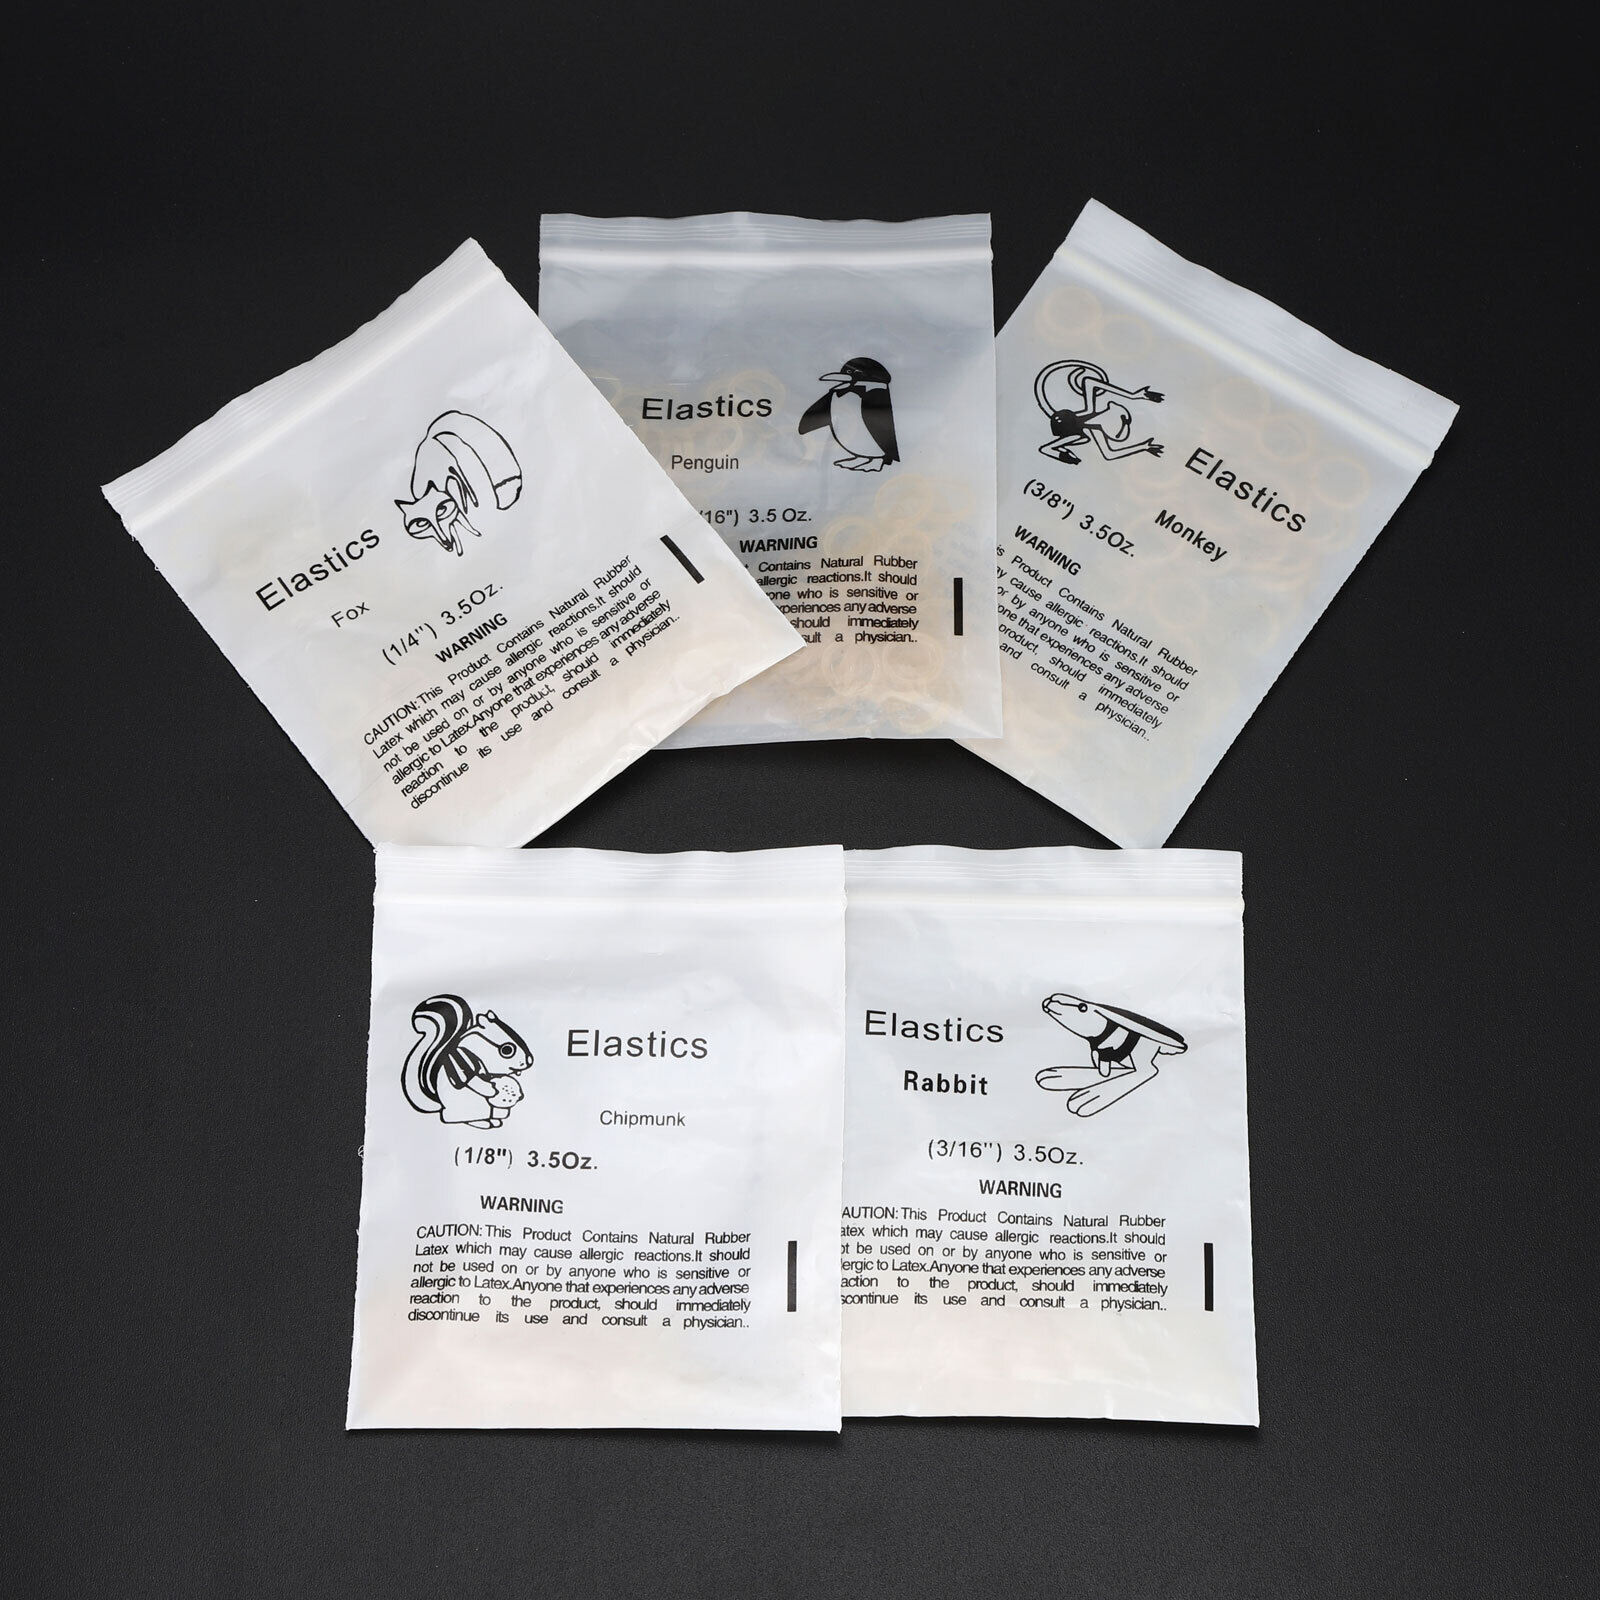 Elastics
Fox
(1/4") 3.5Oz.
WARNING
CAUTION:This Product Contains Natural Rubber
Latex which may cause allergic reactions.It should
not be used on or by anyone who is sensitive or
allergic to Latex.Anyone that experiences any adverse
reaction to the product, should immediately
discontinue its use and consult a physician..
Elastics
Penguin
16") 3.5 Oz.
WARNING
Contains Natural Rubber
allergic reactions.It should
who is sensitive or
experiences any adverse
should immediately
a physician..
Elastics
Monkey
(3/8") 3.5Oz.
WARNING
Product Contains Natural Rubber
cause allergic reactions.It should
or by anyone who is sensitive or
that experiences any adverse
product, should immediately
and consult a physician..
Elastics
Chipmunk
(1/8") 3.5Oz.
WARNING
CAUTION:This Product Contains Natural Rubber
Latex which may cause allergic reactions.It should
not be used on or by anyone who is sensitive or
allergic to Latex.Anyone that experiences any adverse
reaction to the product, should immediately
discontinue its use and consult a physician..
Elastics
Rabbit
(3/16") 3.5Oz.
WARNING
AUTION:This Product Contains Natural Rubber
atex which may cause allergic reactions.It should
be used on or by anyone who is sensitive or
lergic to Latex.Anyone that experiences any adverse
action to the product, should immediately
scontinue its use and consult a physician..